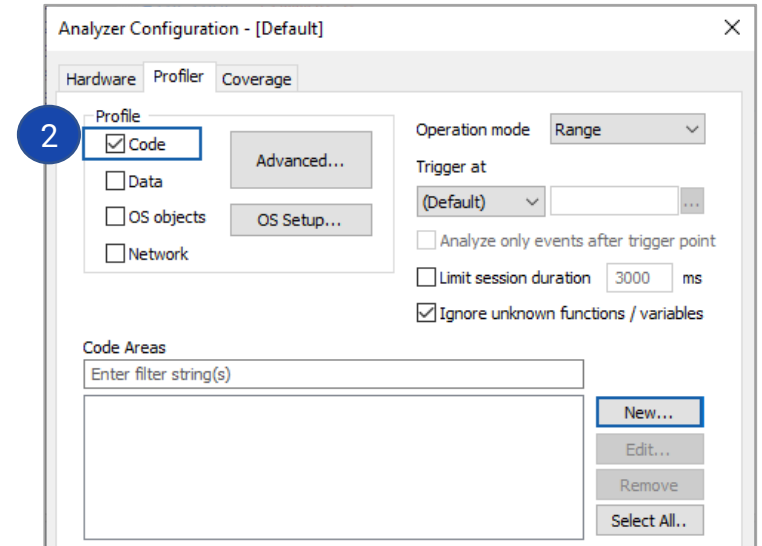 Analyzer Configuration - [Default]
Hardware Profiler Coverage
Profile
2
Code
Advanced...
Data
OS objects
OS Setup...
Network
Operation mode Range
Trigger at
(Default) ...
Analyze only events after trigger point
Limit session duration 3000 ms
Ignore unknown functions / variables
Code Areas
Enter filter string(s)
New...
Edit...
Remove
Select All..